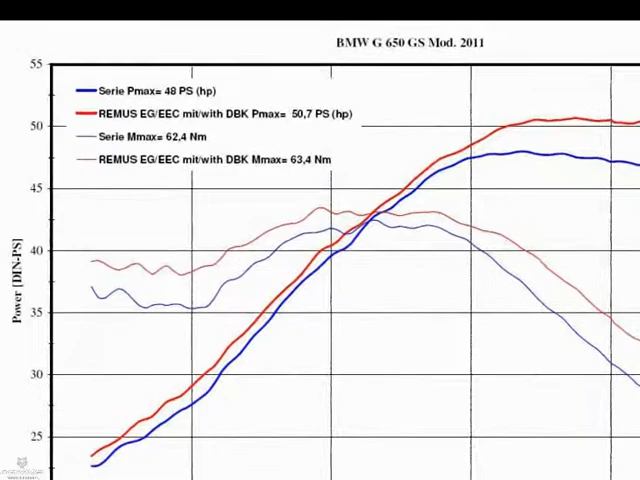 BMW G 650 GS Mod. 2011
55
Serie Pmax= 48 PS (hp)
REMUS EG/EEC mit/with DBK Pmax= 50,7 PS (hp)
50
Serie Mmax= 62,4 Nm
REMUS EG/EEC mit/with DBK Mmax= 63,4 Nm
45
40
Power [DIN-PS]
35
30
25